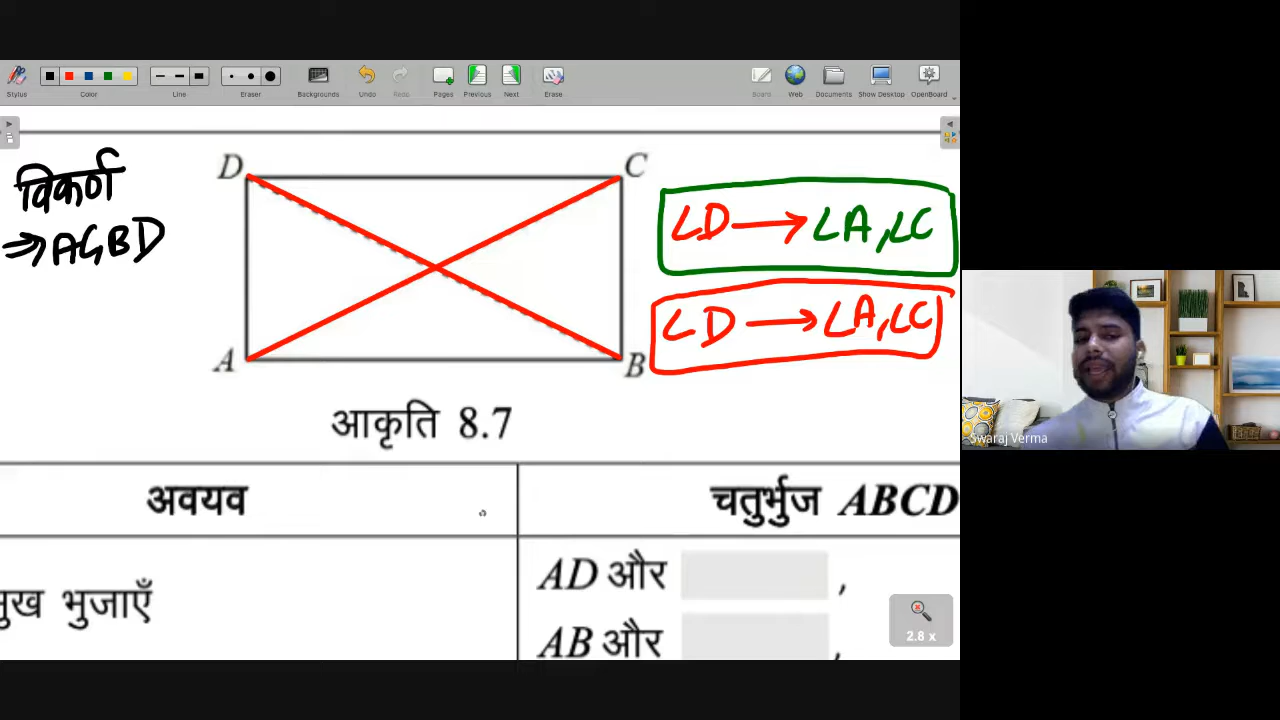 Stylus
Color
Line
Eraser
Backgrounds
Undo
Redo
Pages
Previous
Next
Erase
Board
Web
Documents
Show Desktop
OpenBoard
विकर्ण
⇒ AC, BD
D
C
A
B
∠D → ∠A, ∠C
∠D → ∠A, ∠C
आकृति 8.7
Swaraj Verma
अवयव
चतुर्भुज ABCD
मुख भुजाएँ
AD और ,
AB और ,
2.8 x